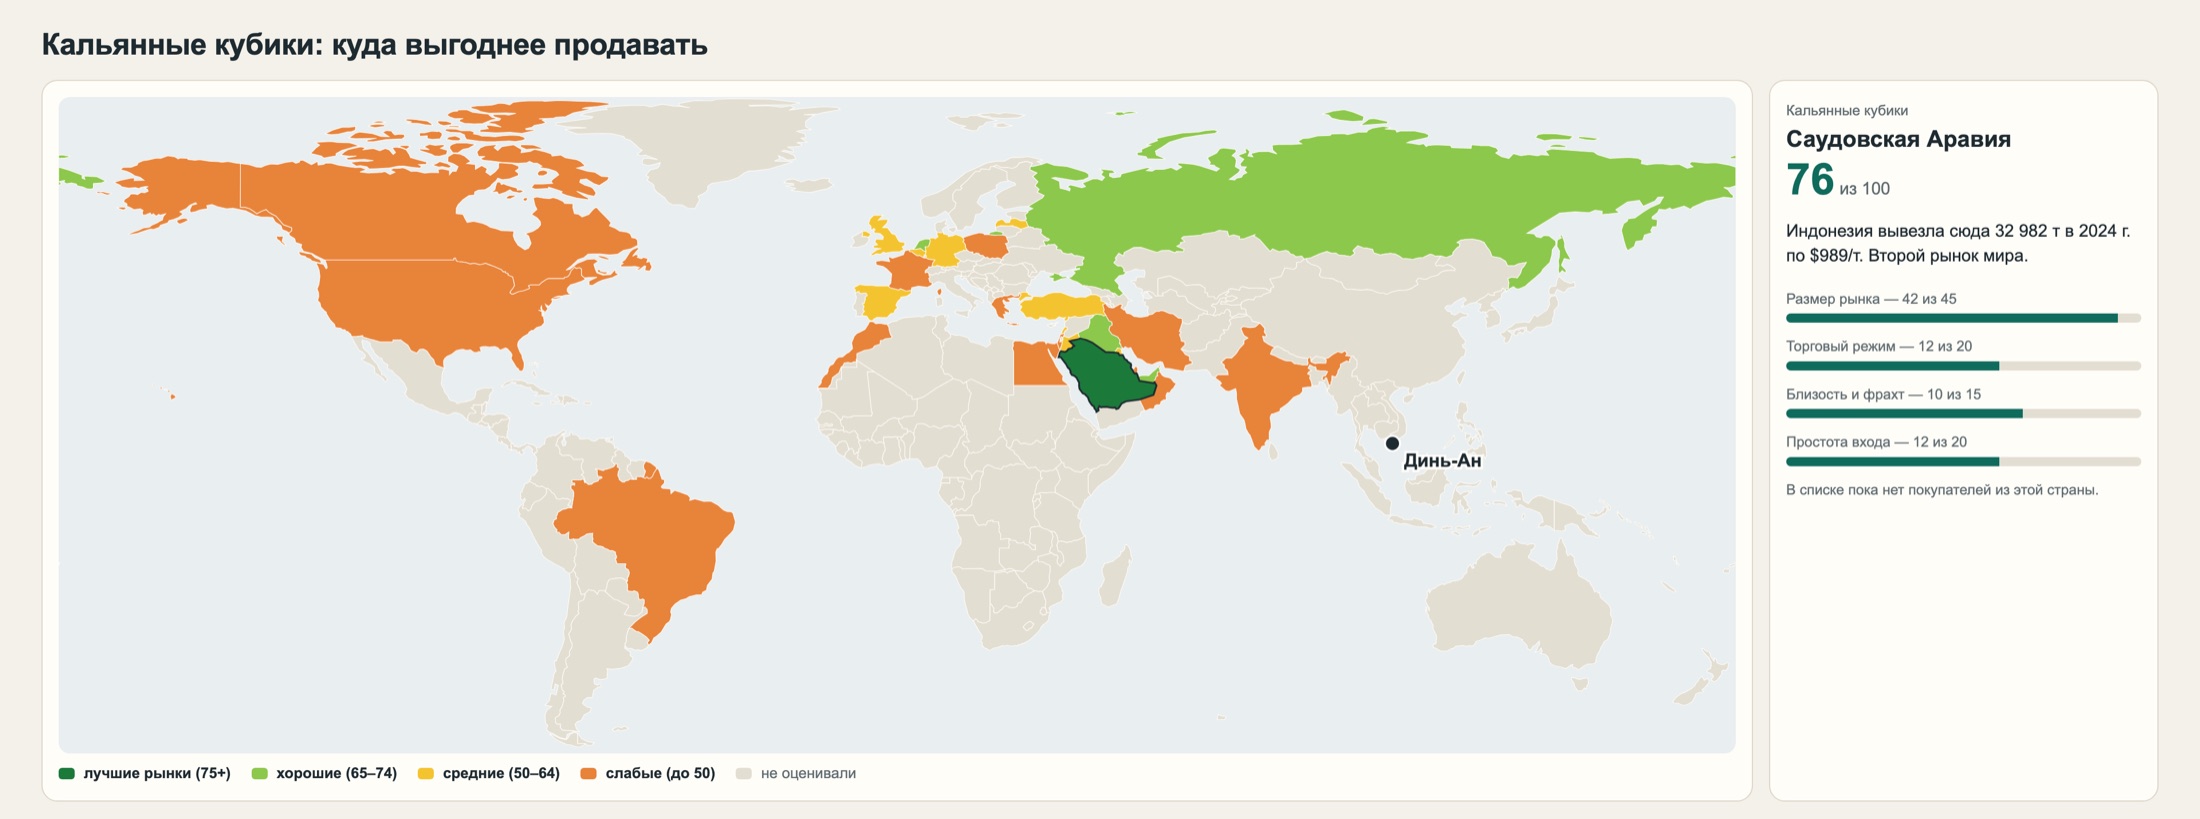 Кальянные кубики: куда выгоднее продавать
Динь-Ан
лучшие рынки (75+)
хорошие (65–74)
средние (50–64)
слабые (до 50)
не оценивали
Кальянные кубики
Саудовская Аравия
76 из 100
Индонезия вывезла сюда 32 982 т в 2024 г.
по $989/т. Второй рынок мира.
Размер рынка — 42 из 45
Торговый режим — 12 из 20
Близость и фрахт — 10 из 15
Простота входа — 12 из 20
В списке пока нет покупателей из этой страны.